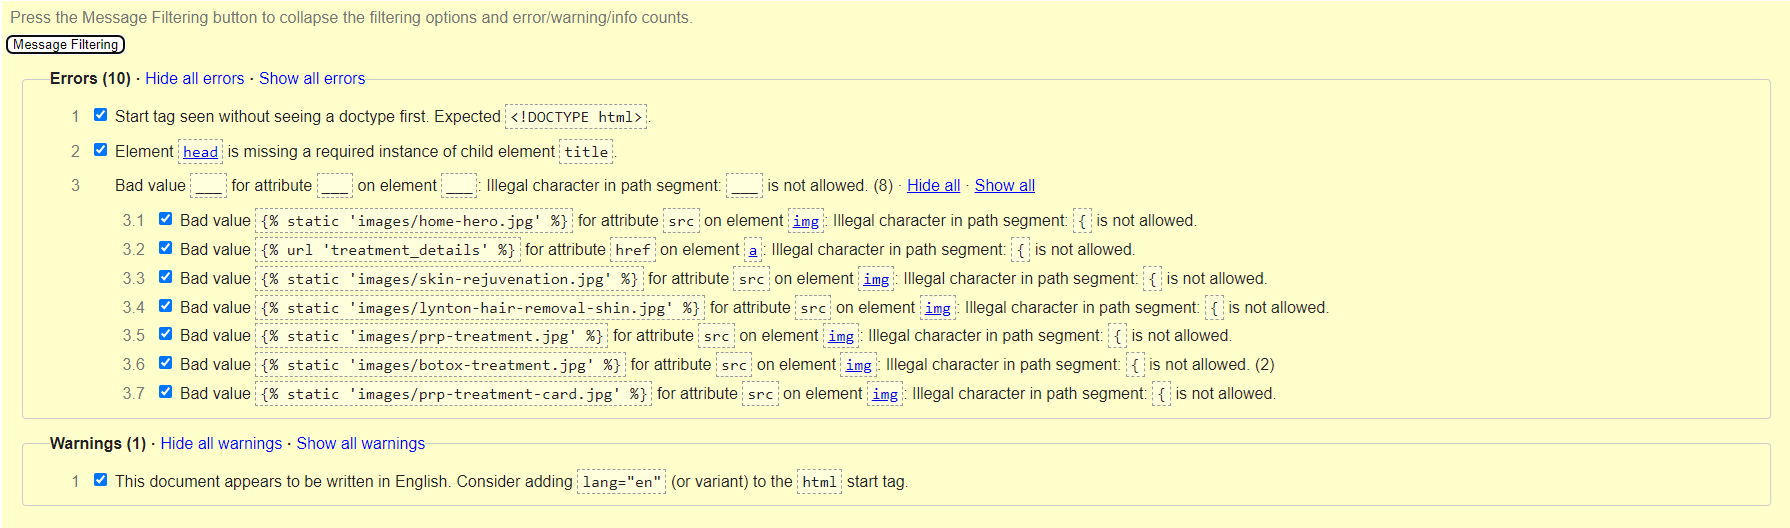 Press the Message Filtering button to collapse the filtering options and error/warning/info counts.
Message Filtering
Errors (10) · Hide all errors · Show all errors
1 Start tag seen without seeing a doctype first. Expected <!DOCTYPE html>.
2 Element head is missing a required instance of child element title.
3 Bad value ___ for attribute ___ on element ___: Illegal character in path segment: ___ is not allowed. (8) · Hide all · Show all
3.1 Bad value {% static 'images/home-hero.jpg' %} for attribute src on element img: Illegal character in path segment: { is not allowed.
3.2 Bad value {% url 'treatment_details' %} for attribute href on element a: Illegal character in path segment: { is not allowed.
3.3 Bad value {% static 'images/skin-rejuvenation.jpg' %} for attribute src on element img: Illegal character in path segment: { is not allowed.
3.4 Bad value {% static 'images/lynton-hair-removal-shin.jpg' %} for attribute src on element img: Illegal character in path segment: { is not allowed.
3.5 Bad value {% static 'images/prp-treatment.jpg' %} for attribute src on element img: Illegal character in path segment: { is not allowed.
3.6 Bad value {% static 'images/botox-treatment.jpg' %} for attribute src on element img: Illegal character in path segment: { is not allowed. (2)
3.7 Bad value {% static 'images/prp-treatment-card.jpg' %} for attribute src on element img: Illegal character in path segment: { is not allowed.
Warnings (1) · Hide all warnings · Show all warnings
1 This document appears to be written in English. Consider adding lang="en" (or variant) to the html start tag.